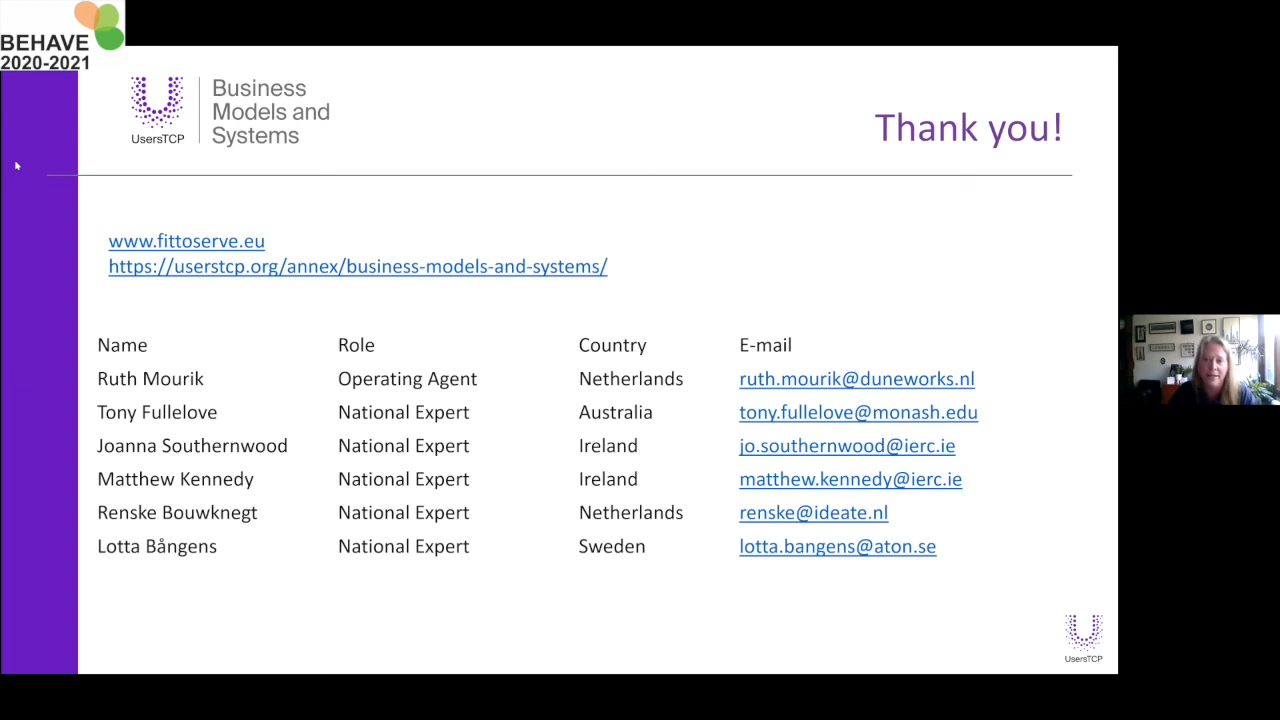 BEHAVE
2020-2021
UsersTCP
Business
Models and
Systems
Thank you!
www.fittoserve.eu
https://userstcp.org/annex/business-models-and-systems/
Name Role Country E-mail
Ruth Mourik Operating Agent Netherlands ruth.mourik@duneworks.nl
Tony Fullelove National Expert Australia tony.fullelove@monash.edu
Joanna Southernwood National Expert Ireland jo.southernwood@ierc.ie
Matthew Kennedy National Expert Ireland matthew.kennedy@ierc.ie
Renske Bouwknegt National Expert Netherlands renske@ideate.nl
Lotta Bångens National Expert Sweden lotta.bangens@aton.se
UsersTCP